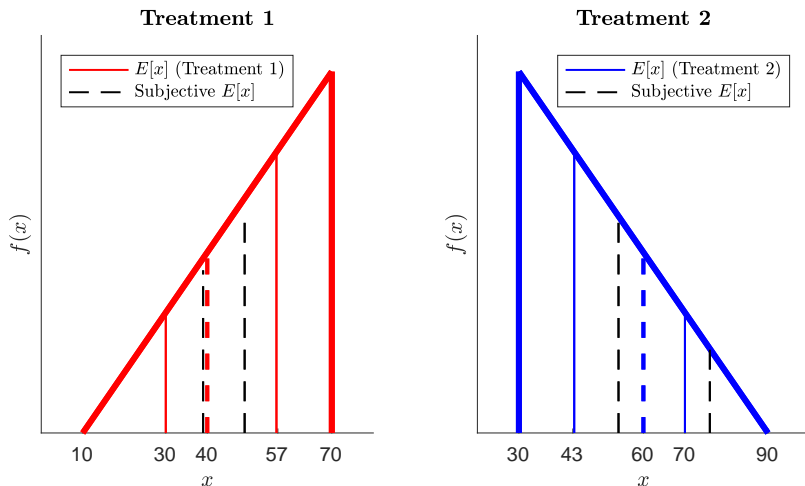 Treatment 1
E[x] (Treatment 1)
Subjective E[x]
f(x)
10 30 40 57 70
x
Treatment 2
E[x] (Treatment 2)
Subjective E[x]
f(x)
30 43 60 70 90
x